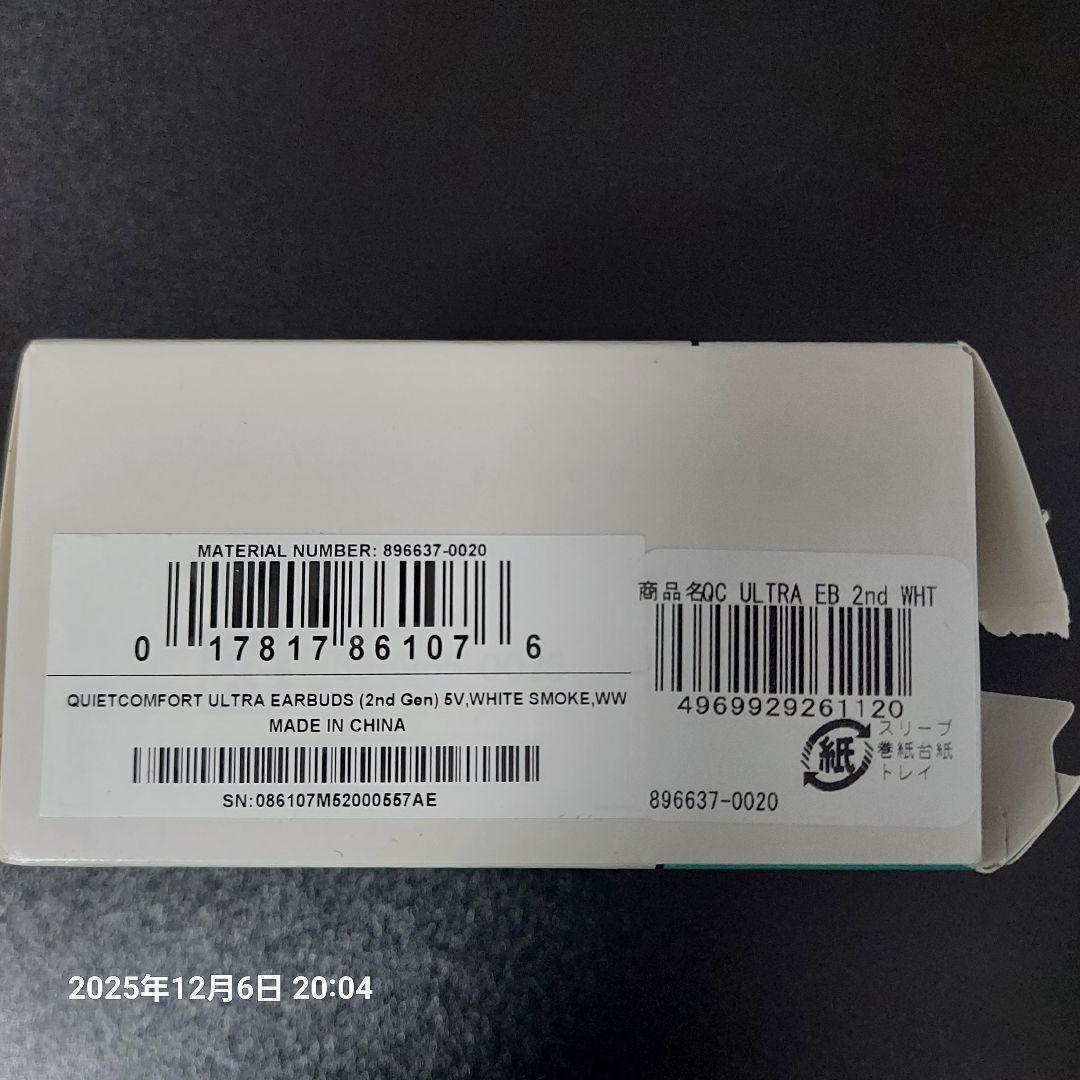 MATERIAL NUMBER: 896637-0020
0 17817 86107 6
QUIETCOMFORT ULTRA EARBUDS (2nd Gen) 5V,WHITE SMOKE,WW
MADE IN CHINA
SN:086107M52000557AE
商品名QC ULTRA EB 2nd WHT
4969929261120
紙
スリーブ
巻紙台紙
トレイ
896637-0020
2025年12月6日 20:04